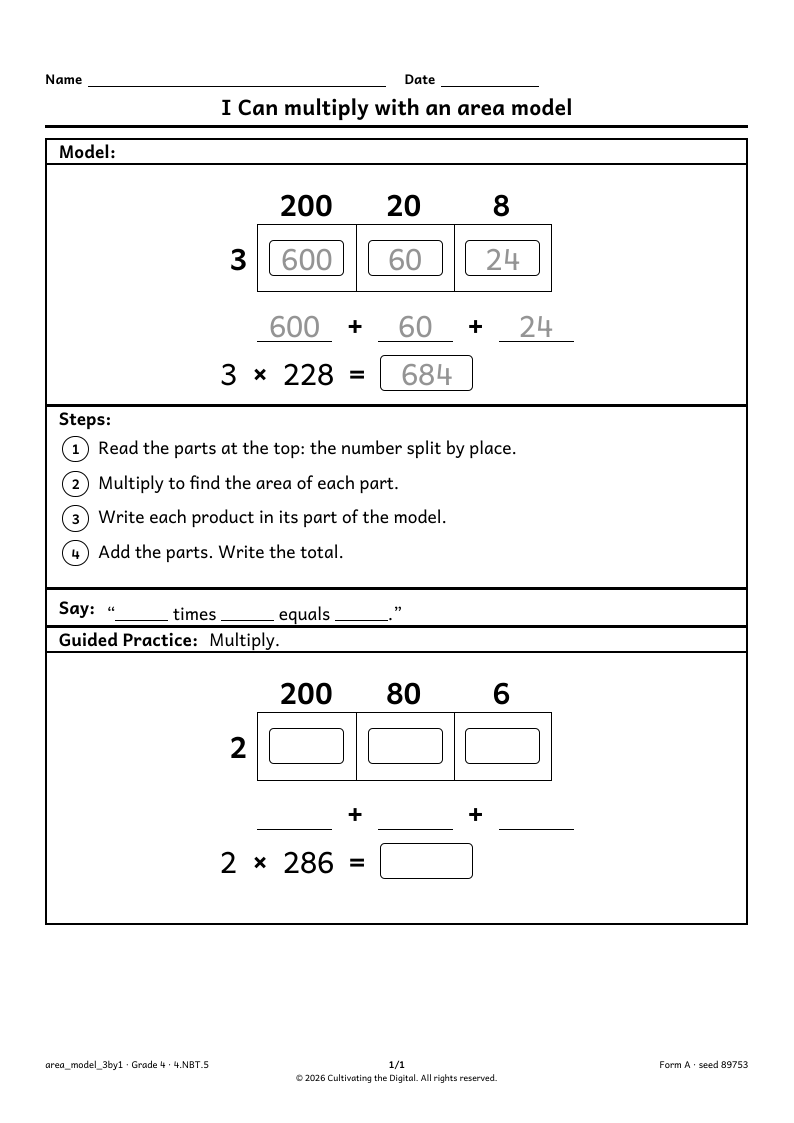 Name Date
I Can multiply with an area model
Model:
200 20 8
3 600 60 24
600 + 60 + 24
3 × 228 = 684
Steps:
1 Read the parts at the top: the number split by place.
2 Multiply to find the area of each part.
3 Write each product in its part of the model.
4 Add the parts. Write the total.
Say: “_____ times _____ equals _____.”
Guided Practice: Multiply.
200 80 6
2
+ +
2 × 286 =
area_model_3by1 · Grade 4 · 4.NBT.5 1/1 Form A · seed 89753
© 2026 Cultivating the Digital. All rights reserved.